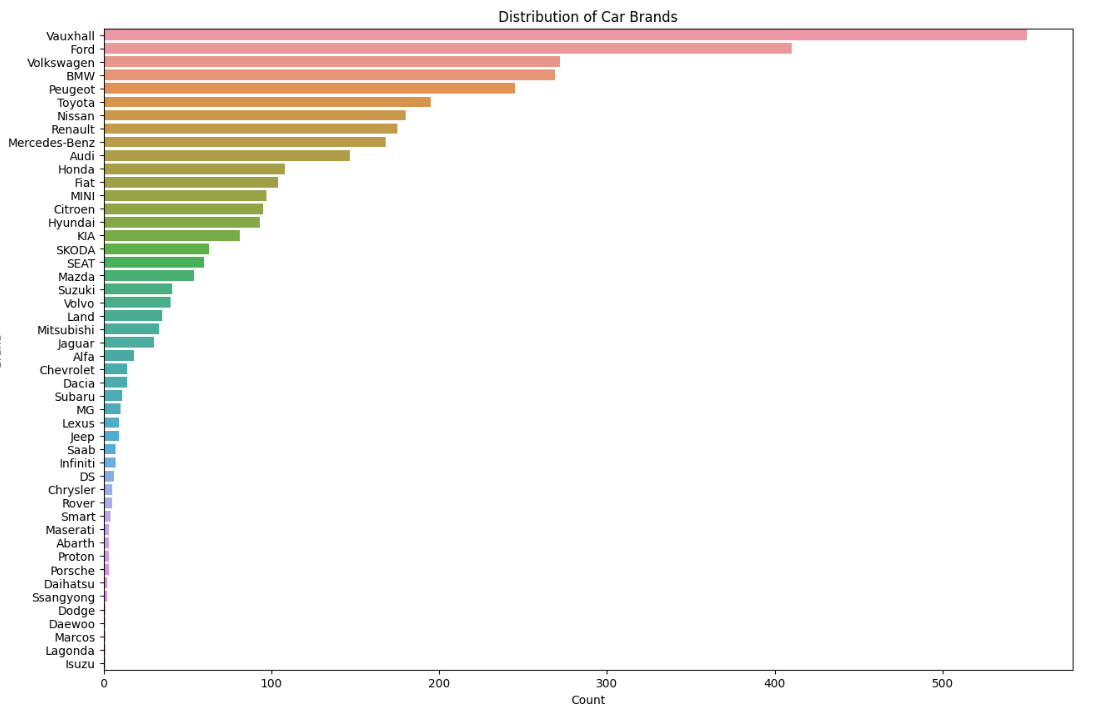 Distribution of Car Brands
Vauxhall
Ford
Volkswagen
BMW
Peugeot
Toyota
Nissan
Renault
Mercedes-Benz
Audi
Honda
Fiat
MINI
Citroen
Hyundai
KIA
SKODA
SEAT
Mazda
Suzuki
Volvo
Land
Mitsubishi
Jaguar
Alfa
Chevrolet
Dacia
Subaru
MG
Lexus
Jeep
Saab
Infiniti
DS
Chrysler
Rover
Smart
Maserati
Abarth
Proton
Porsche
Daihatsu
Ssangyong
Dodge
Daewoo
Marcos
Lagonda
Isuzu
0 100 200 300 400 500
Count